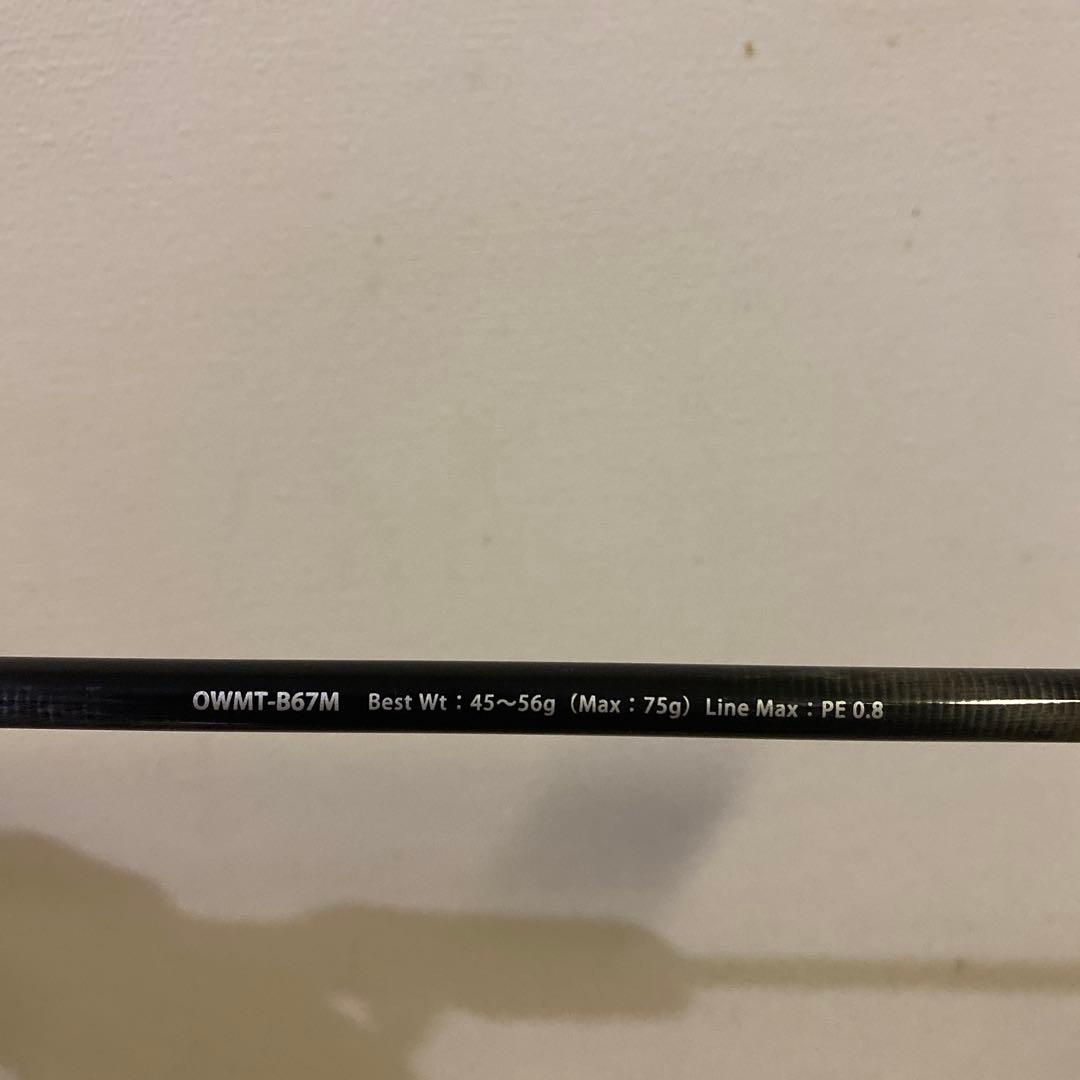 OWMT-B67M Best Wt：45～56g（Max：75g）Line Max：PE 0.8